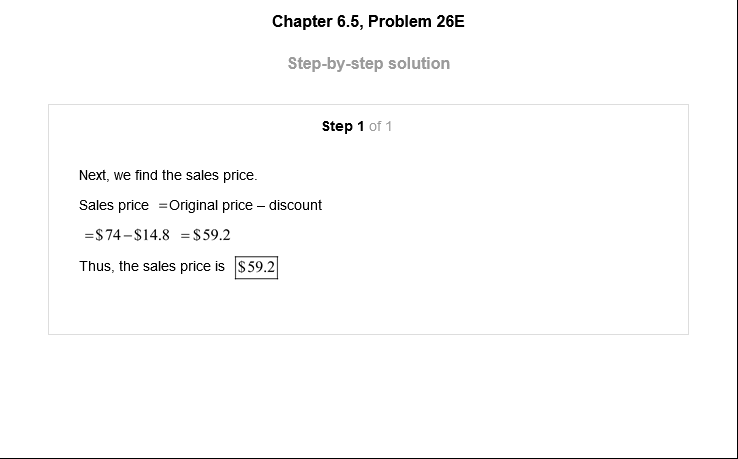 Chapter 6.5, Problem 26E
Step-by-step solution
Step 1 of 1
Next, we find the sales price.
Sales price =Original price – discount
=$74–$14.8 =$59.2
Thus, the sales price is $59.2